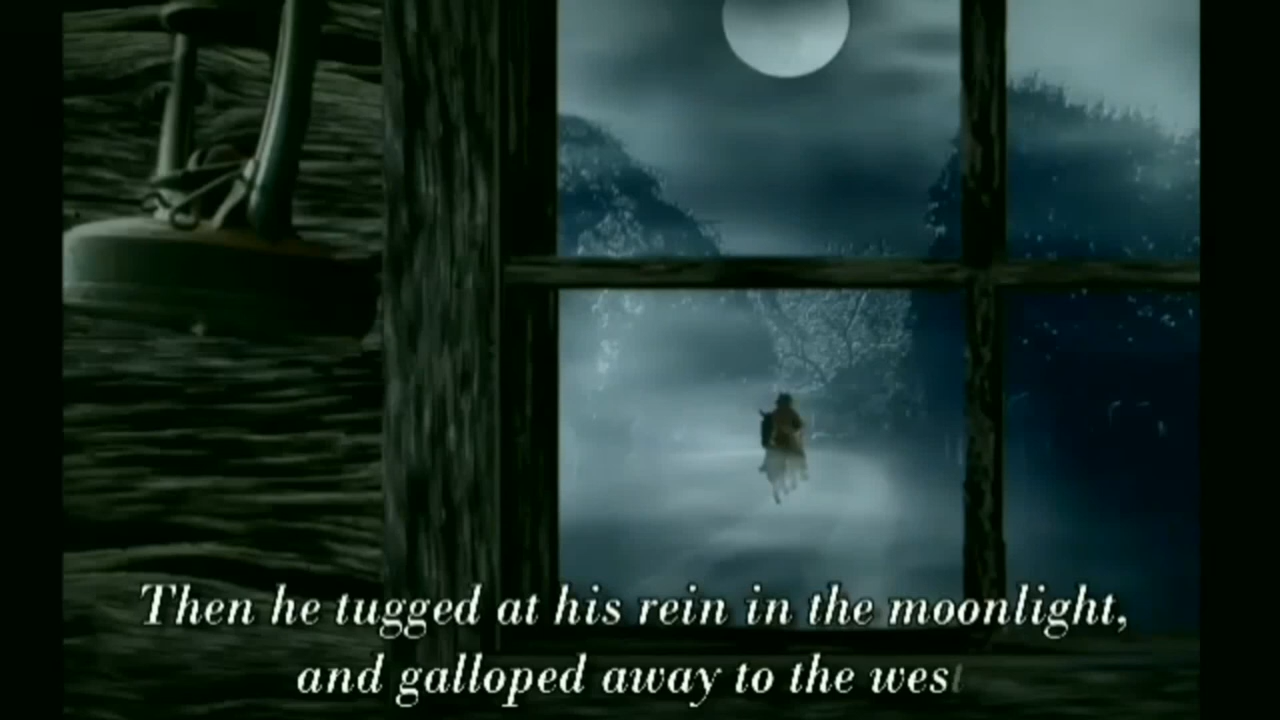 Then he tugged at his rein in the moonlight,
and galloped away to the west